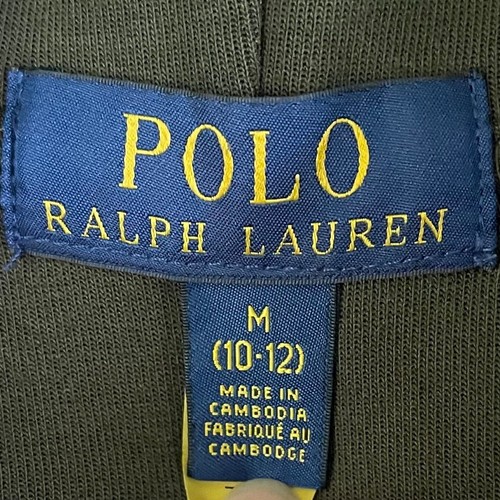 POLO
RALPH LAUREN
M
(10-12)
MADE IN
CAMBODIA
FABRIQUÉ AU
CAMBODGE